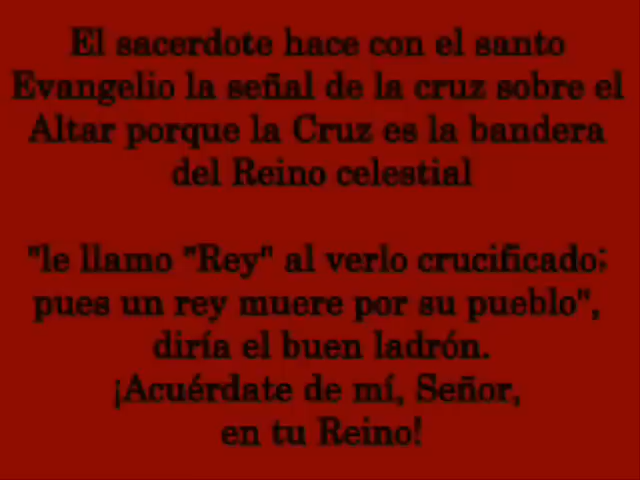 El sacerdote hace con el santo
Evangelio la señal de la cruz sobre el
Altar porque la Cruz es la bandera
del Reino celestial
"le llamo "Rey" al verlo crucificado;
pues un rey muere por su pueblo",
diría el buen ladrón.
¡Acuérdate de mí, Señor,
en tu Reino!